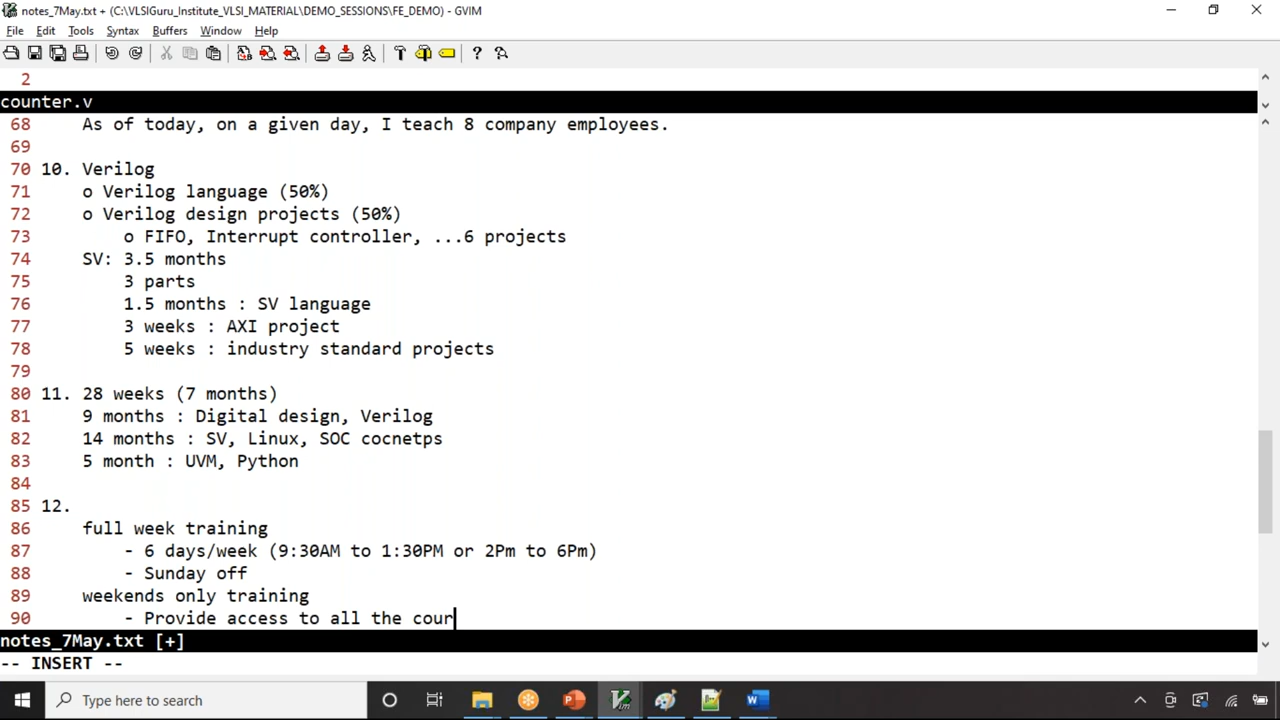 notes_7May.txt + (C:\VLSIGuru_Institute_VLSI_MATERIAL\DEMO_SESSIONS\FE_DEMO) - GVIM
File Edit Tools Syntax Buffers Window Help
2
counter.v
68 As of today, on a given day, I teach 8 company employees.
69
70 10. Verilog
71 o Verilog language (50%)
72 o Verilog design projects (50%)
73 o FIFO, Interrupt controller, ...6 projects
74 SV: 3.5 months
75 3 parts
76 1.5 months : SV language
77 3 weeks : AXI project
78 5 weeks : industry standard projects
79
80 11. 28 weeks (7 months)
81 9 months : Digital design, Verilog
82 14 months : SV, Linux, SOC cocnetps
83 5 month : UVM, Python
84
85 12.
86 full week training
87 - 6 days/week (9:30AM to 1:30PM or 2Pm to 6Pm)
88 - Sunday off
89 weekends only training
90 - Provide access to all the cour
notes_7May.txt [+]
-- INSERT --
Type here to search